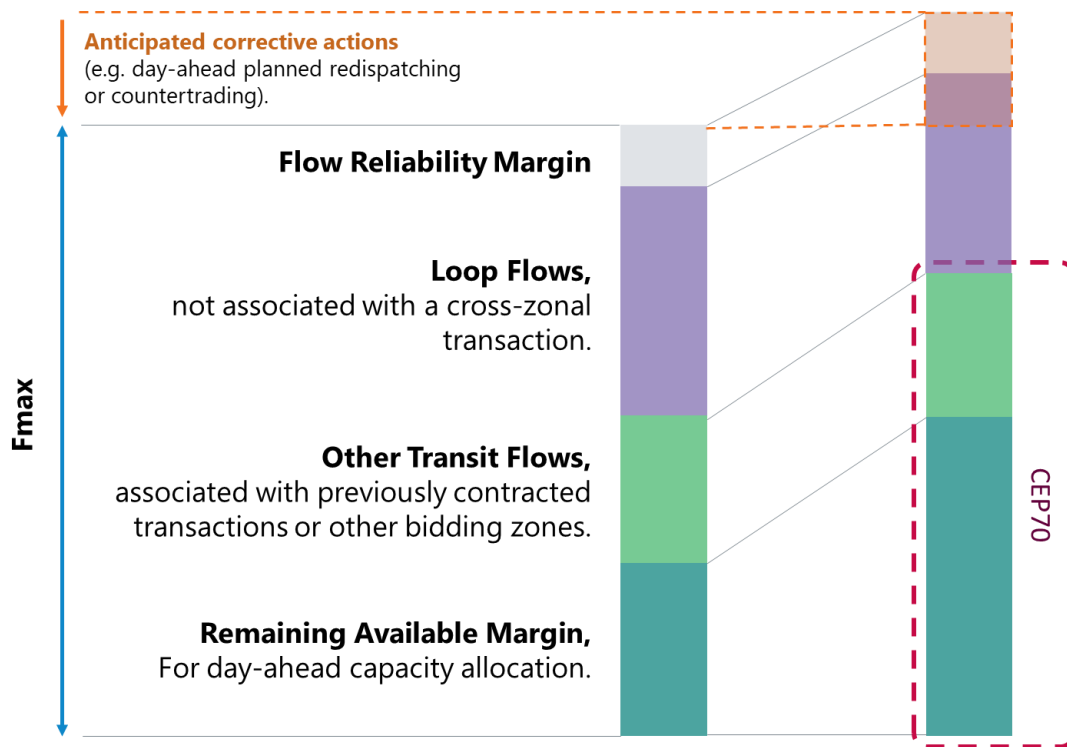 Anticipated corrective actions
(e.g. day-ahead planned redispatching
or countertrading).
Flow Reliability Margin
Loop Flows,
not associated with a cross-zonal
transaction.
Fmax
Other Transit Flows,
associated with previously contracted
transactions or other bidding zones.
CEP70
Remaining Available Margin,
For day-ahead capacity allocation.